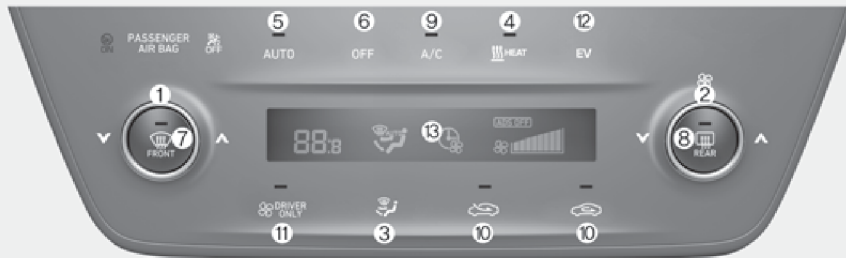 ⑤ ⑥ ⑨ ④ ⑫
ON PASSENGER AIR BAG OFF
AUTO OFF A/C HEAT EV
① ②
⑦ FRONT
88.8 AUTO ⑬ ADS OFF
⑧ REAR
DRIVER ONLY
⑪ ③ ⑩ ⑩